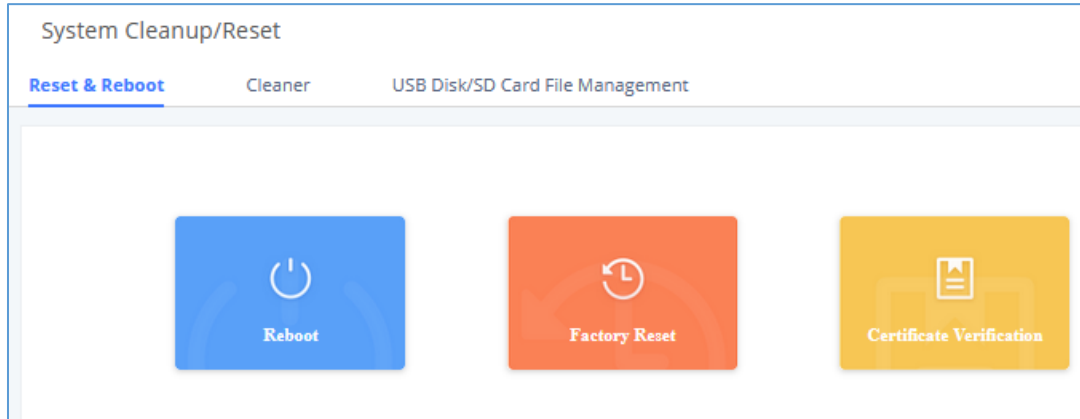 System Cleanup/Reset
Reset & Reboot Cleaner USB Disk/SD Card File Management
Reboot Factory Reset Certificate Verification